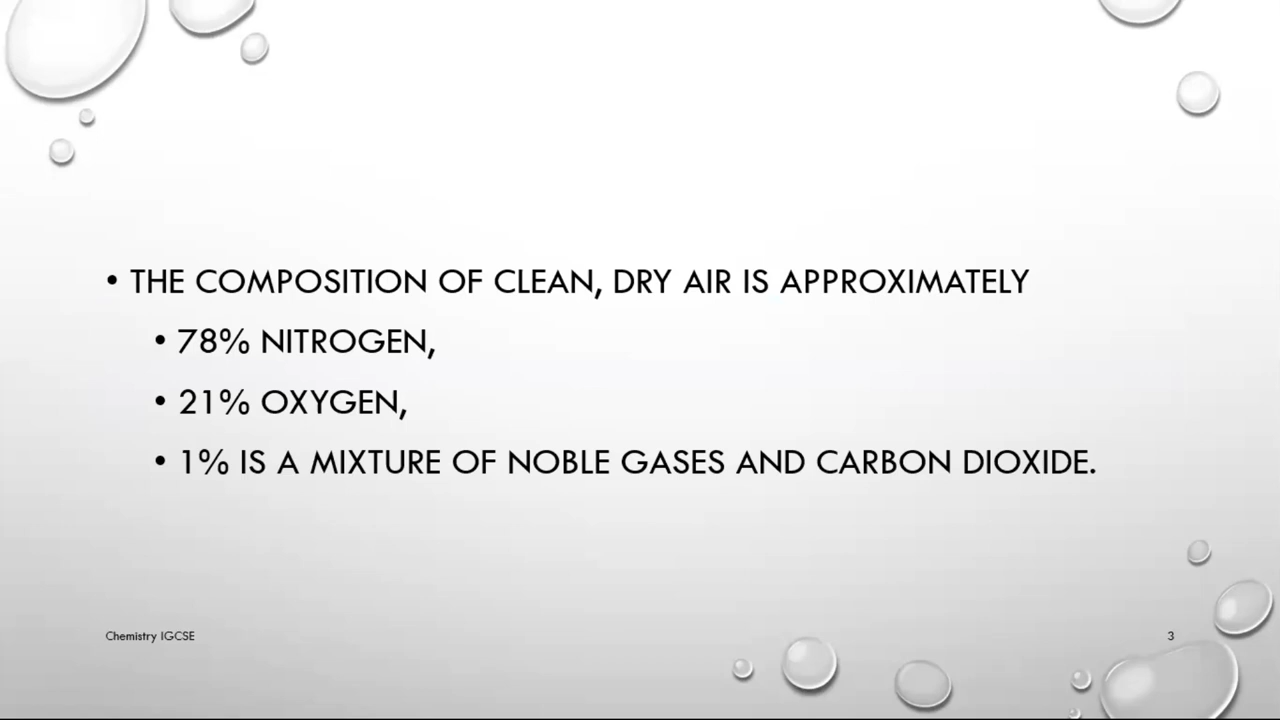 • THE COMPOSITION OF CLEAN, DRY AIR IS APPROXIMATELY
• 78% NITROGEN,
• 21% OXYGEN,
• 1% IS A MIXTURE OF NOBLE GASES AND CARBON DIOXIDE.
Chemistry IGCSE
3